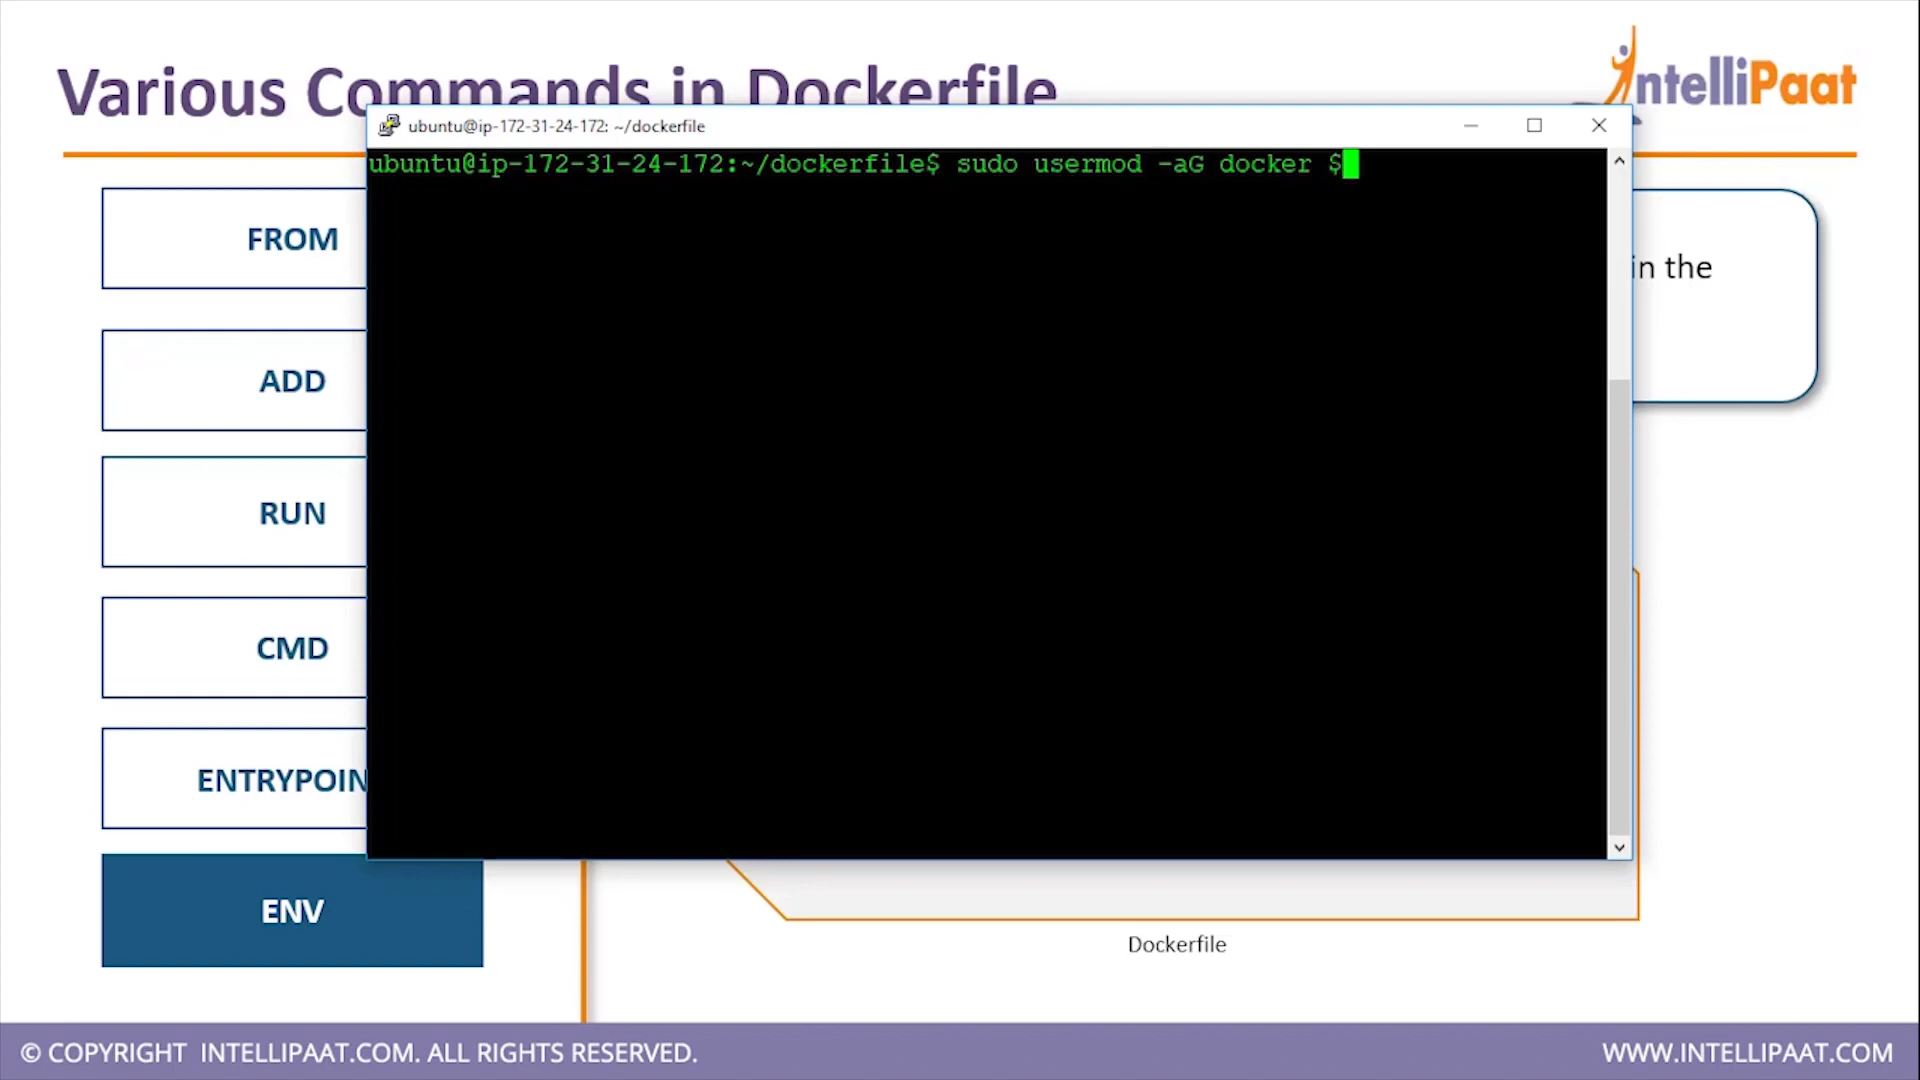 Various Commands in Dockerfile
IntelliPaat
ubuntu@ip-172-31-24-172: ~/dockerfile
ubuntu@ip-172-31-24-172:~/dockerfile$ sudo usermod -aG docker $
FROM
in the
ADD
RUN
CMD
ENTRYPOIN
ENV
Dockerfile
© COPYRIGHT INTELLIPAAT.COM. ALL RIGHTS RESERVED.
WWW.INTELLIPAAT.COM